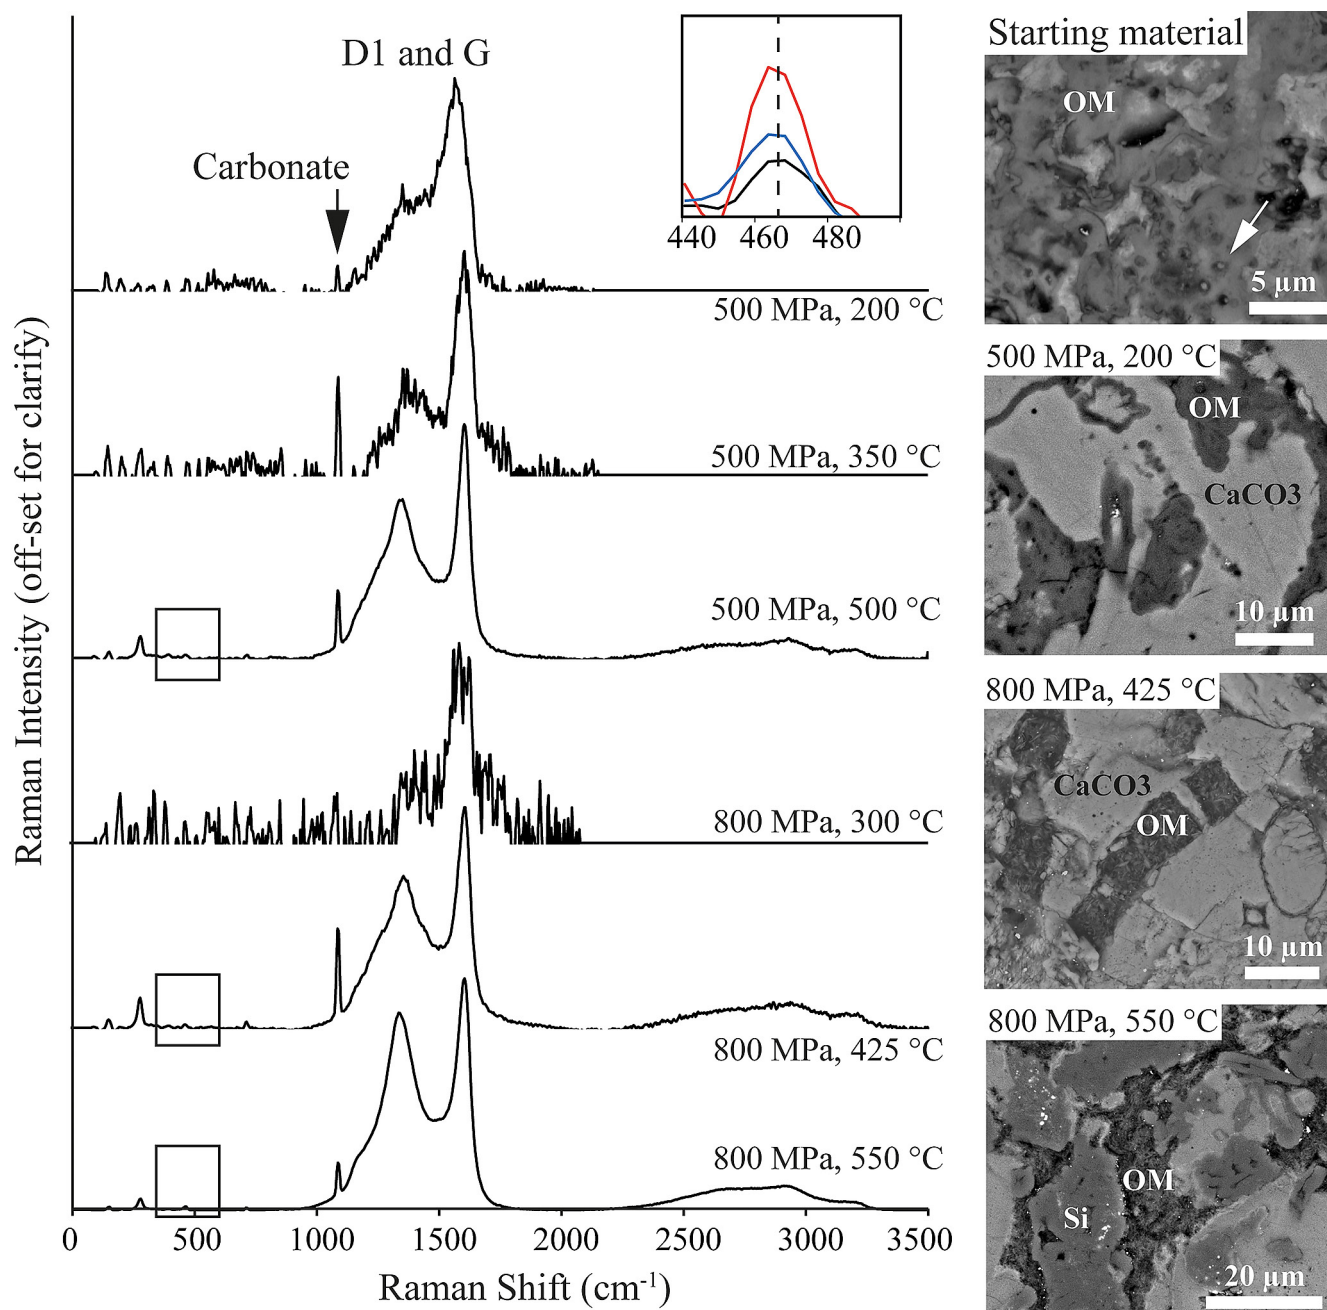 D1 and G
Carbonate
440 460 480
500 MPa, 200 °C
500 MPa, 350 °C
500 MPa, 500 °C
800 MPa, 300 °C
800 MPa, 425 °C
800 MPa, 550 °C
Raman Intensity (off-set for clarify)
0 500 1000 1500 2000 2500 3000 3500
Raman Shift (cm⁻¹)
Starting material
OM
5 µm
500 MPa, 200 °C
OM
CaCO3
10 µm
800 MPa, 425 °C
CaCO3
OM
10 µm
800 MPa, 550 °C
OM
Si
20 µm